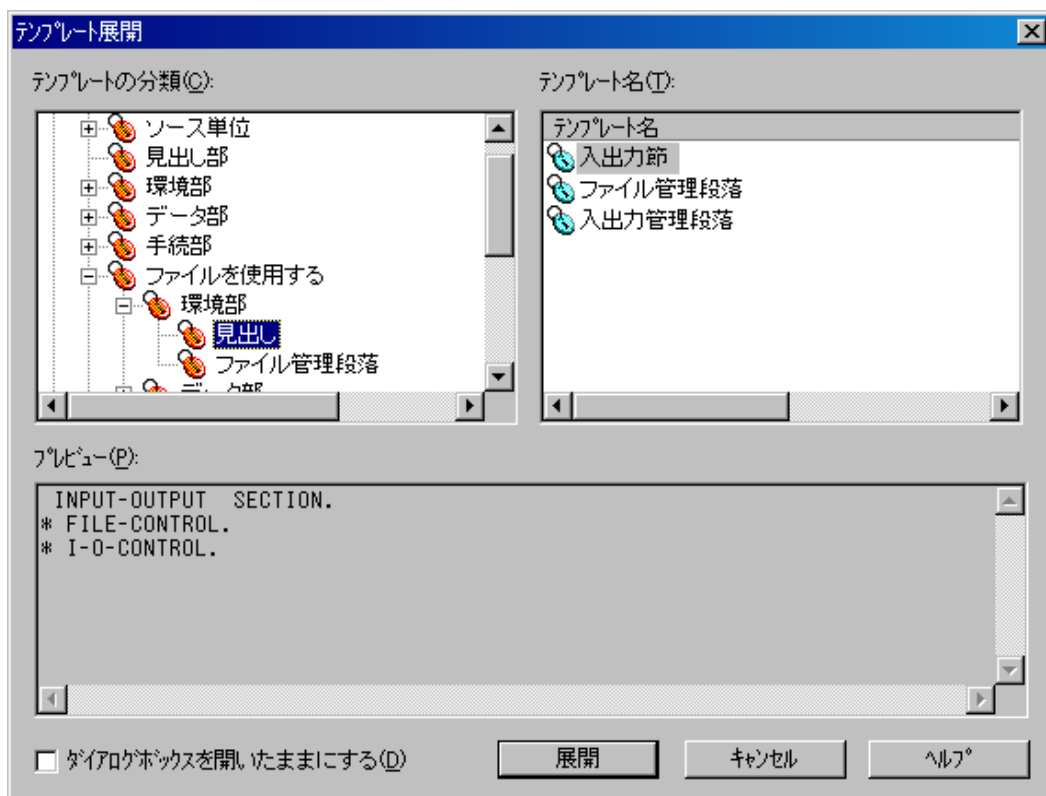 ﾃﾝﾌﾟﾚｰﾄ展開
ﾃﾝﾌﾟﾚｰﾄの分類(C):
ソース単位
見出し部
環境部
データ部
手続部
ファイルを使用する
環境部
見出し
ファイル管理段落
データ部
ﾃﾝﾌﾟﾚｰﾄ名(T):
ﾃﾝﾌﾟﾚｰﾄ名
入出力節
ファイル管理段落
入出力管理段落
ﾌﾟﾚﾋﾞｭｰ(P):
INPUT-OUTPUT  SECTION.
* FILE-CONTROL.
* I-O-CONTROL.
ﾀﾞｲｱﾛｸﾞﾎﾞｯｸｽを開いたままにする(D)
展開
ｷｬﾝｾﾙ
ﾍﾙﾌﾟ